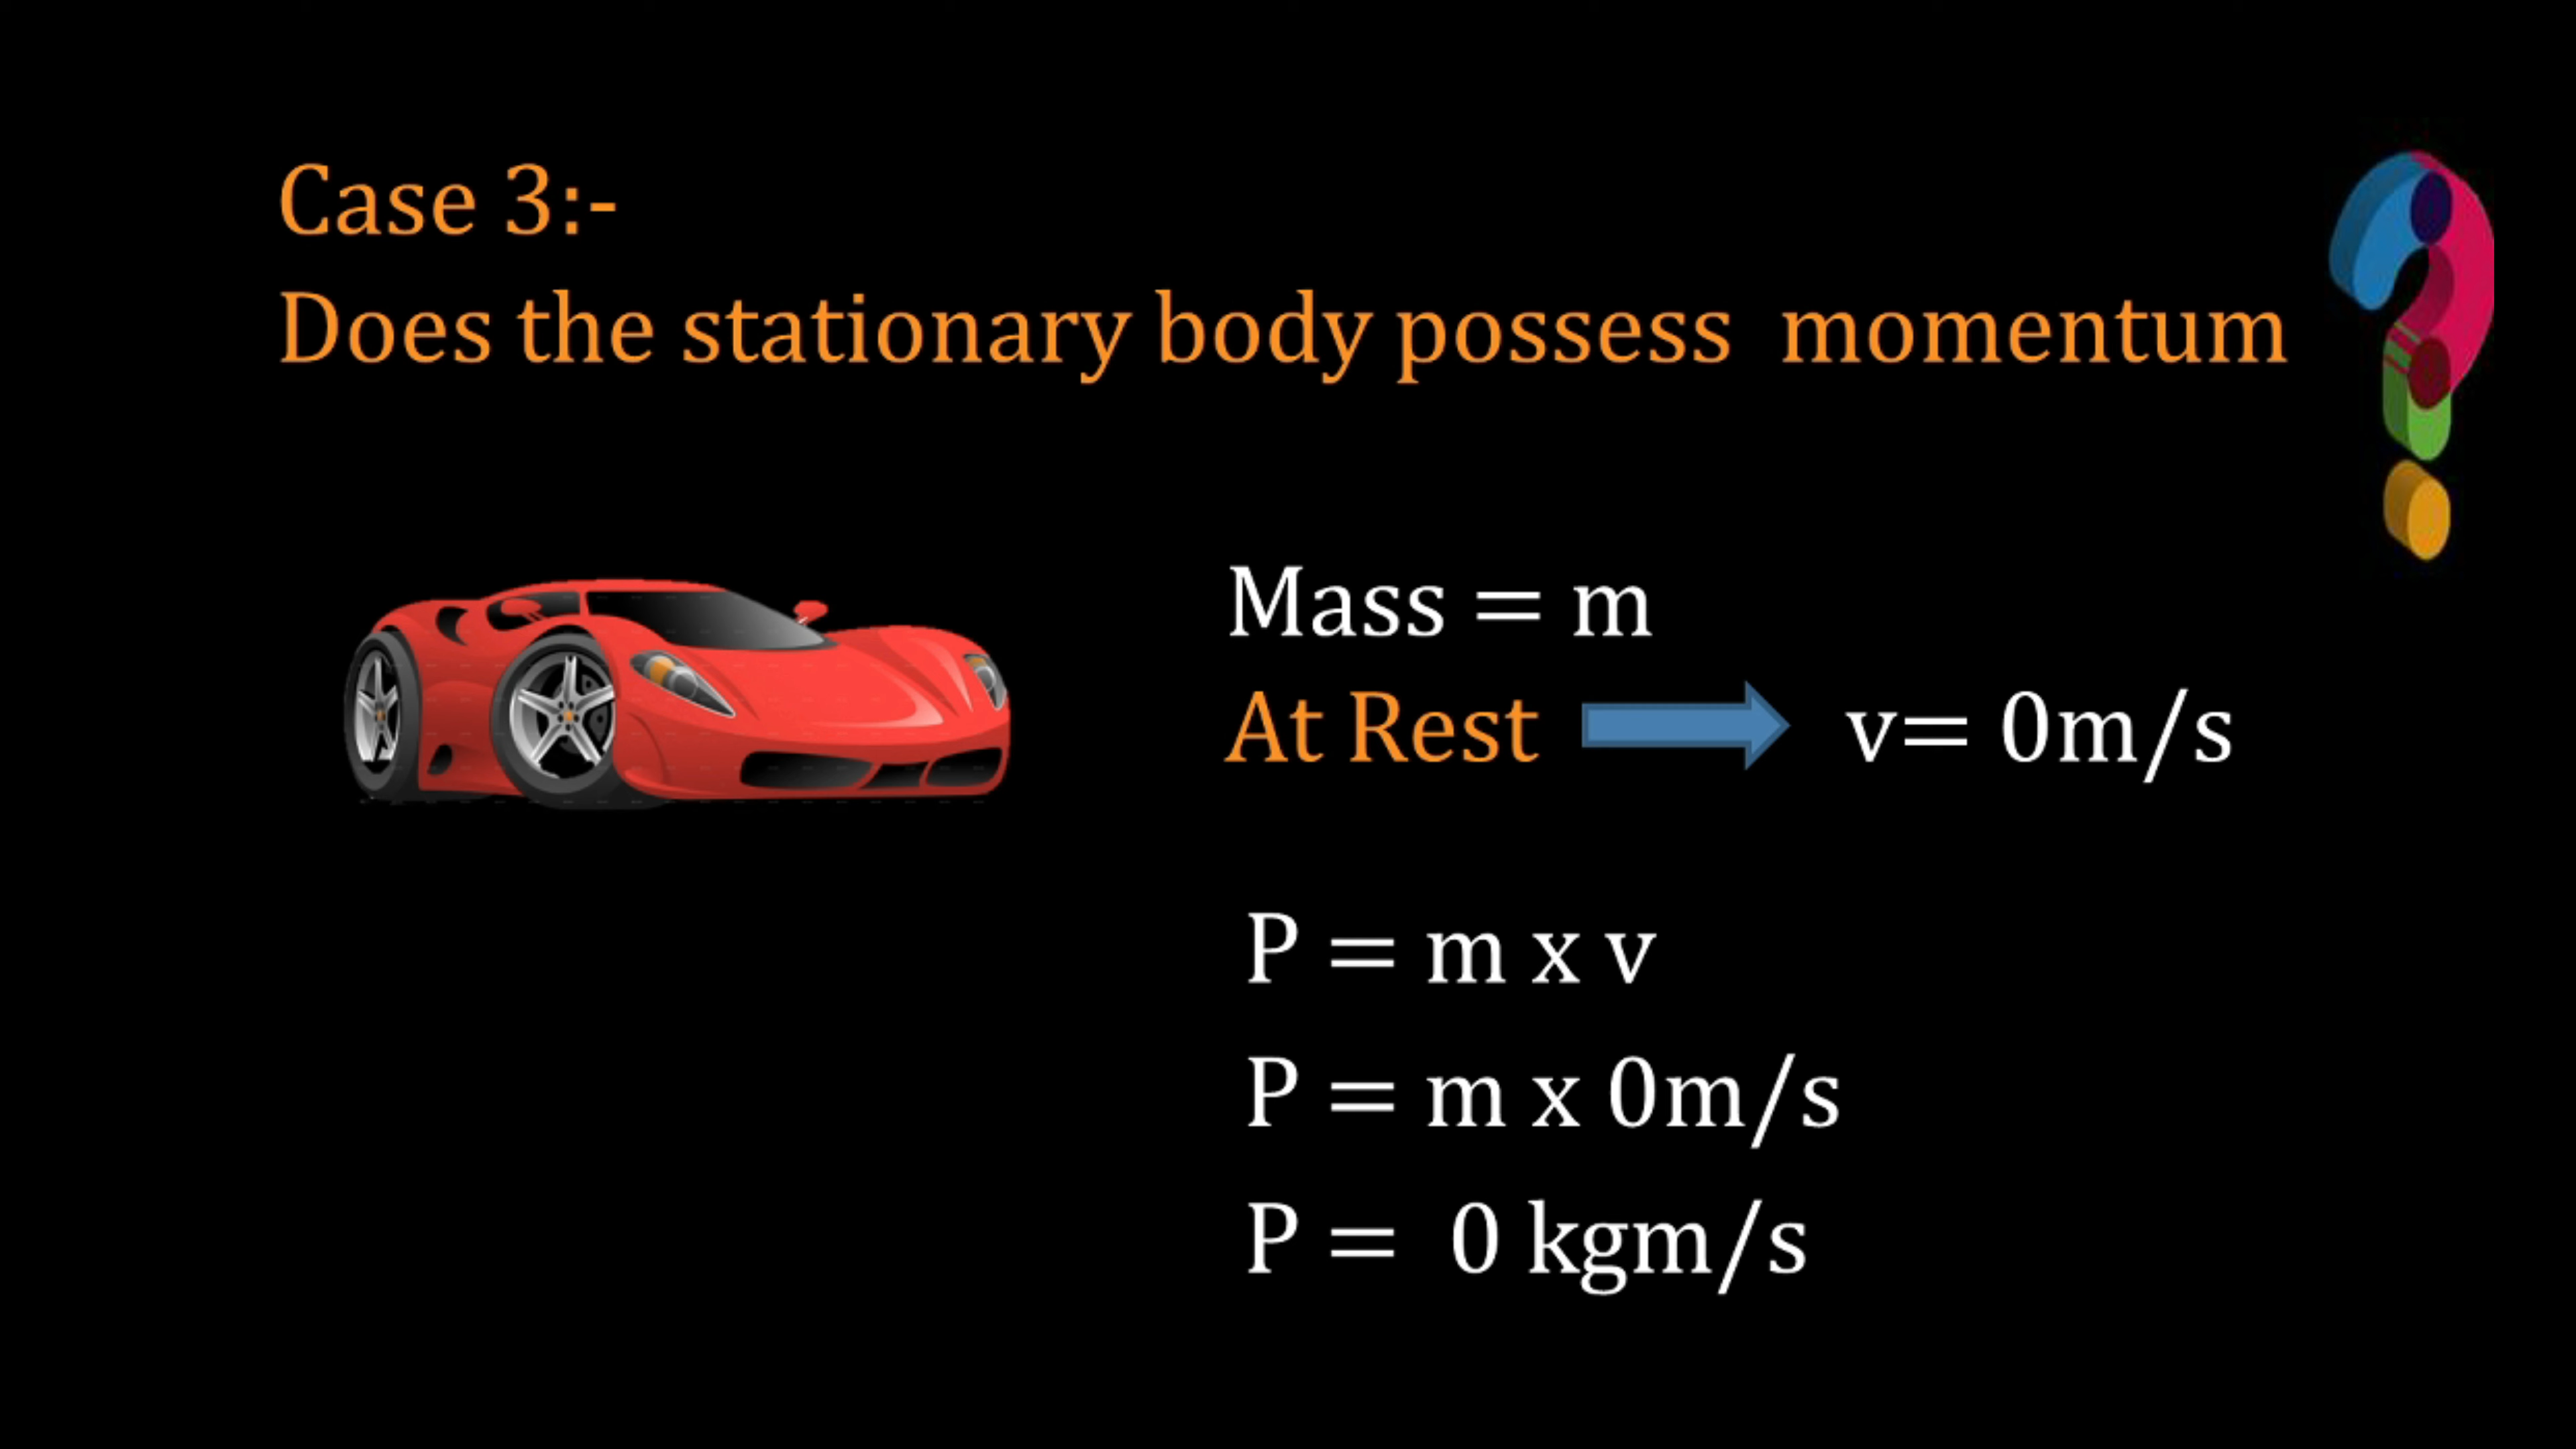 Case 3:-
Does the stationary body possess momentum ?
Mass = m
At Rest v= 0m/s
P = m x v
P = m x 0m/s
P = 0 kgm/s